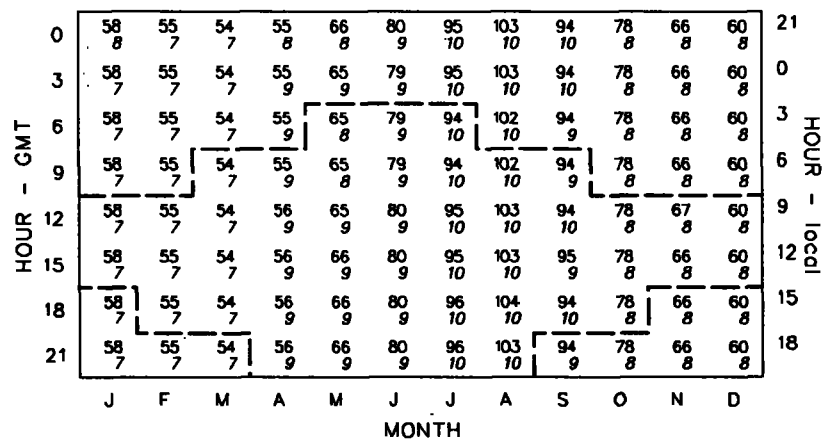 0 58 55 54 55 66 80 95 103 94 78 66 60 21
8 7 7 8 8 9 10 10 10 8 8 8
3 58 55 54 55 65 79 95 103 94 78 66 60 0
7 7 7 9 9 9 10 10 10 8 8 8
6 58 55 54 55 65 79 94 102 94 78 66 60 3
7 7 7 9 8 9 10 10 9 8 8 8
9 58 55 54 55 65 79 94 102 94 78 66 60 6
7 7 7 9 8 9 10 10 9 8 8 8
12 58 55 54 56 65 80 95 103 94 78 67 60 9
7 7 7 9 9 9 10 10 10 8 8 8
15 58 55 54 56 66 80 95 103 95 78 66 60 12
7 7 7 9 9 9 10 10 9 8 8 8
18 58 55 54 56 66 80 96 104 94 78 66 60 15
7 7 7 9 9 9 10 10 10 8 8 8
21 58 55 54 56 66 80 96 103 94 78 66 60 18
7 7 7 9 9 9 10 10 9 8 8 8
J F M A M J J A S O N D
MONTH
HOUR - GMT
HOUR - local